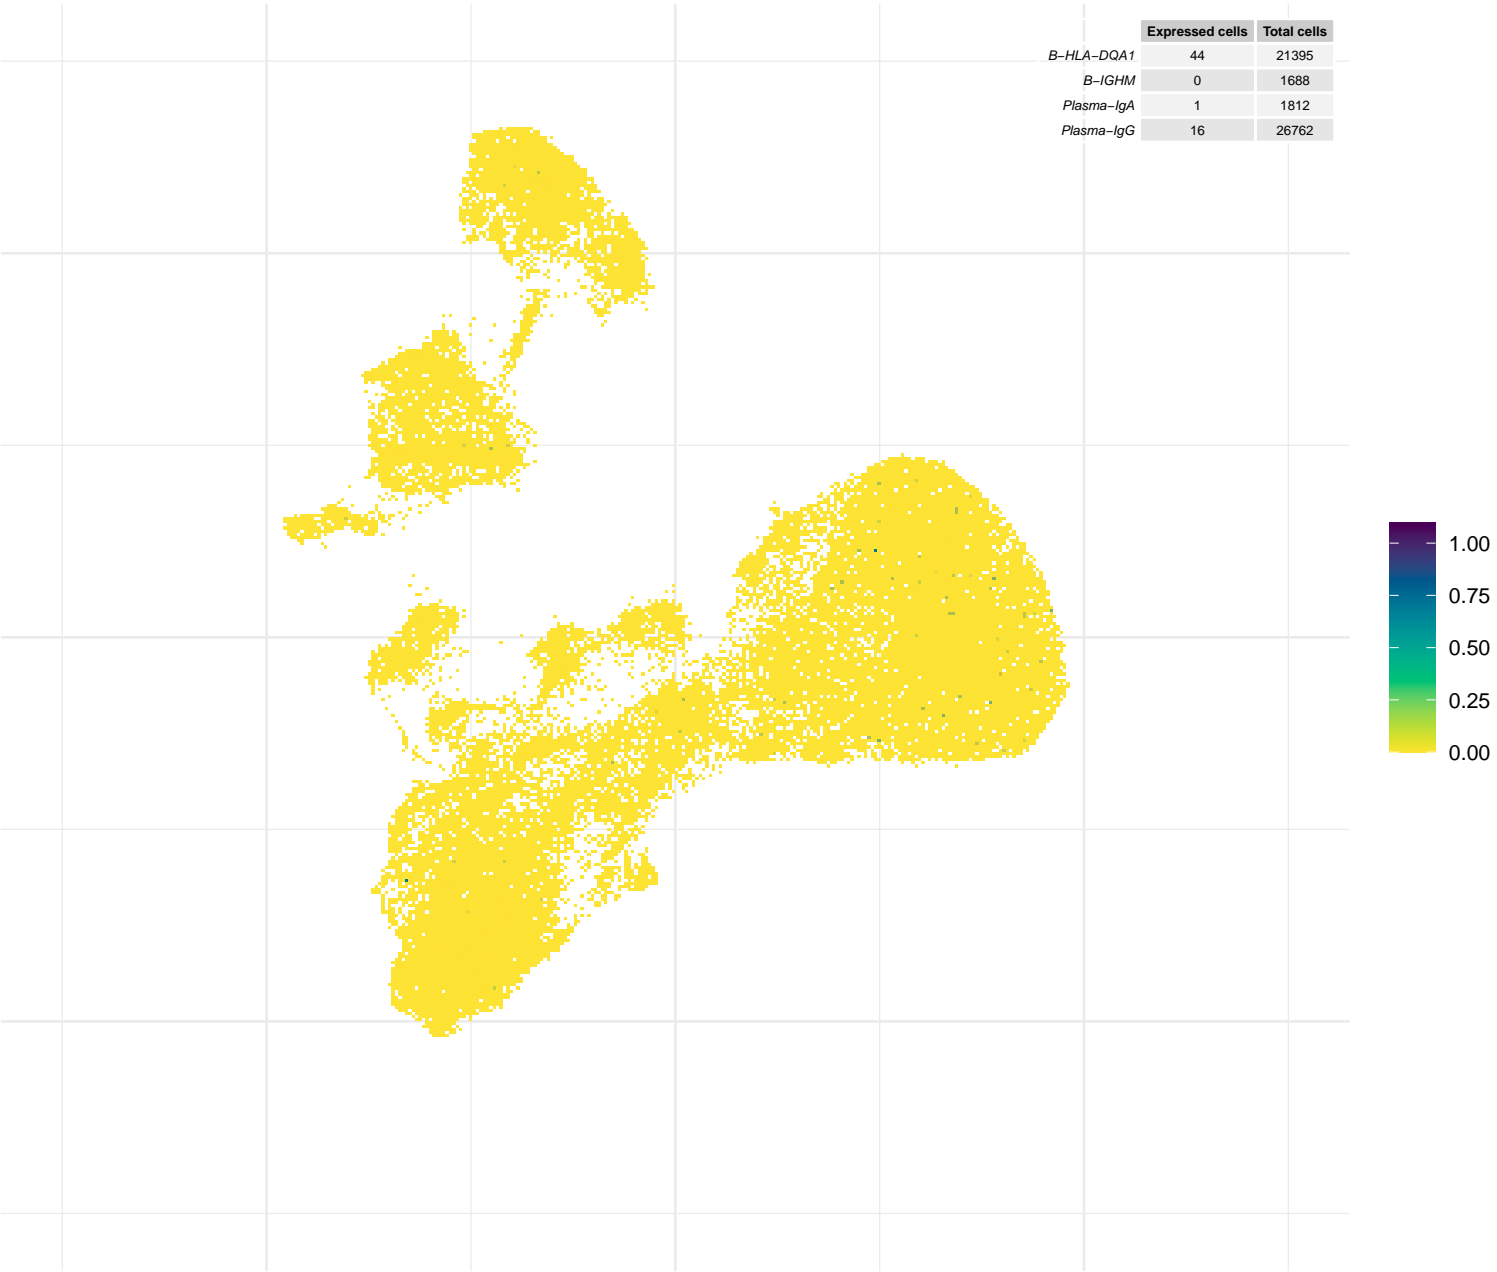 Expressed cells Total cells
B−HLA−DQA1 44 21395
B−IGHM 0 1688
Plasma−IgA 1 1812
Plasma−IgG 16 26762
1.00
0.75
0.50
0.25
0.00